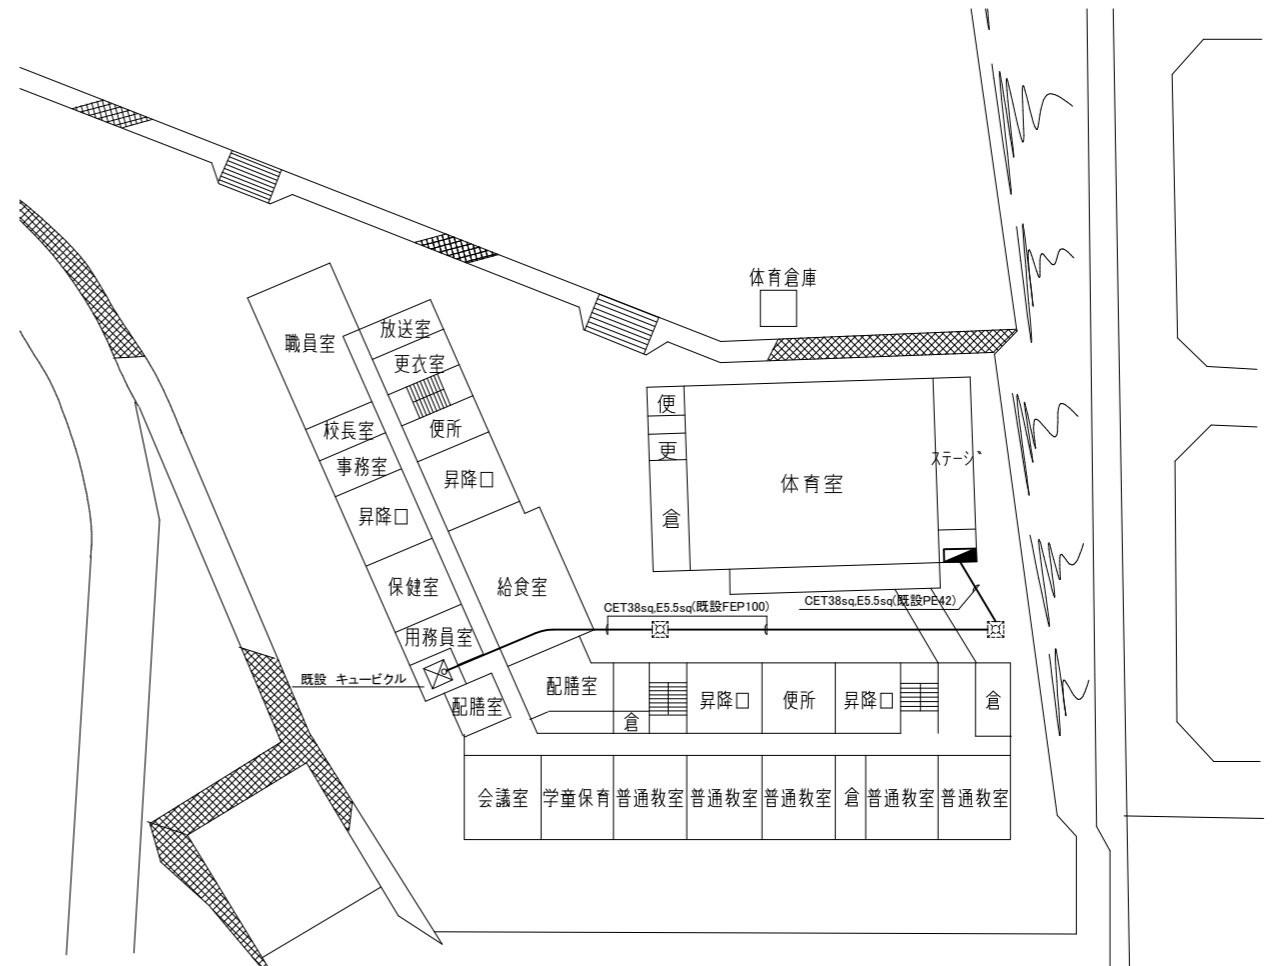 体育倉庫
放送室
職員室
更衣室
便
校長室
便所
更
ステージ
事務室
昇降口
体育室
昇降口
倉
保健室
給食室
CET38sq,E5.5sq(既設FEP100)
CET38sq,E5.5sq(既設PE42)
用務員室
既設 キュービクル
配膳室
配膳室
倉
昇降口
便所
昇降口
倉
会議室
学童保育
普通教室
普通教室
普通教室
倉
普通教室
普通教室